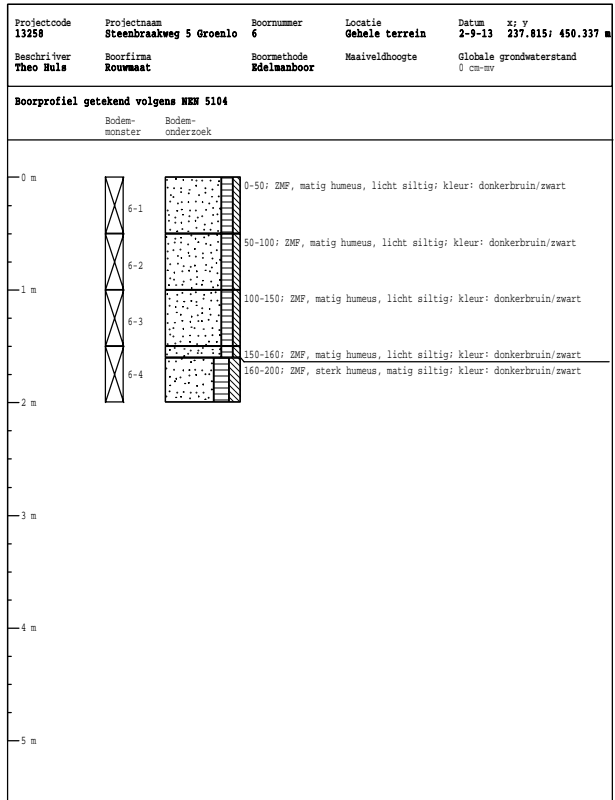 Projectcode Projectnaam Boornummer Locatie Datum x; y
13258 Steenbraakweg 5 Groenlo 6 Gehele terrein 2-9-13 237.815; 450.337 m
Beschrijver Boorfirma Boormethode Maaiveldhoogte Globale grondwaterstand
Theo Huls Rouwmaat Edelmanboor 0 cm-mv
Boorprofiel getekend volgens NEN 5104
Bodem- Bodem-
monster onderzoek
0 m
0-50; ZMF, matig humeus, licht siltig; kleur: donkerbruin/zwart
6-1
50-100; ZMF, matig humeus, licht siltig; kleur: donkerbruin/zwart
6-2
1 m
100-150; ZMF, matig humeus, licht siltig; kleur: donkerbruin/zwart
6-3
150-160; ZMF, matig humeus, licht siltig; kleur: donkerbruin/zwart
6-4 160-200; ZMF, sterk humeus, matig siltig; kleur: donkerbruin/zwart
2 m
3 m
4 m
5 m